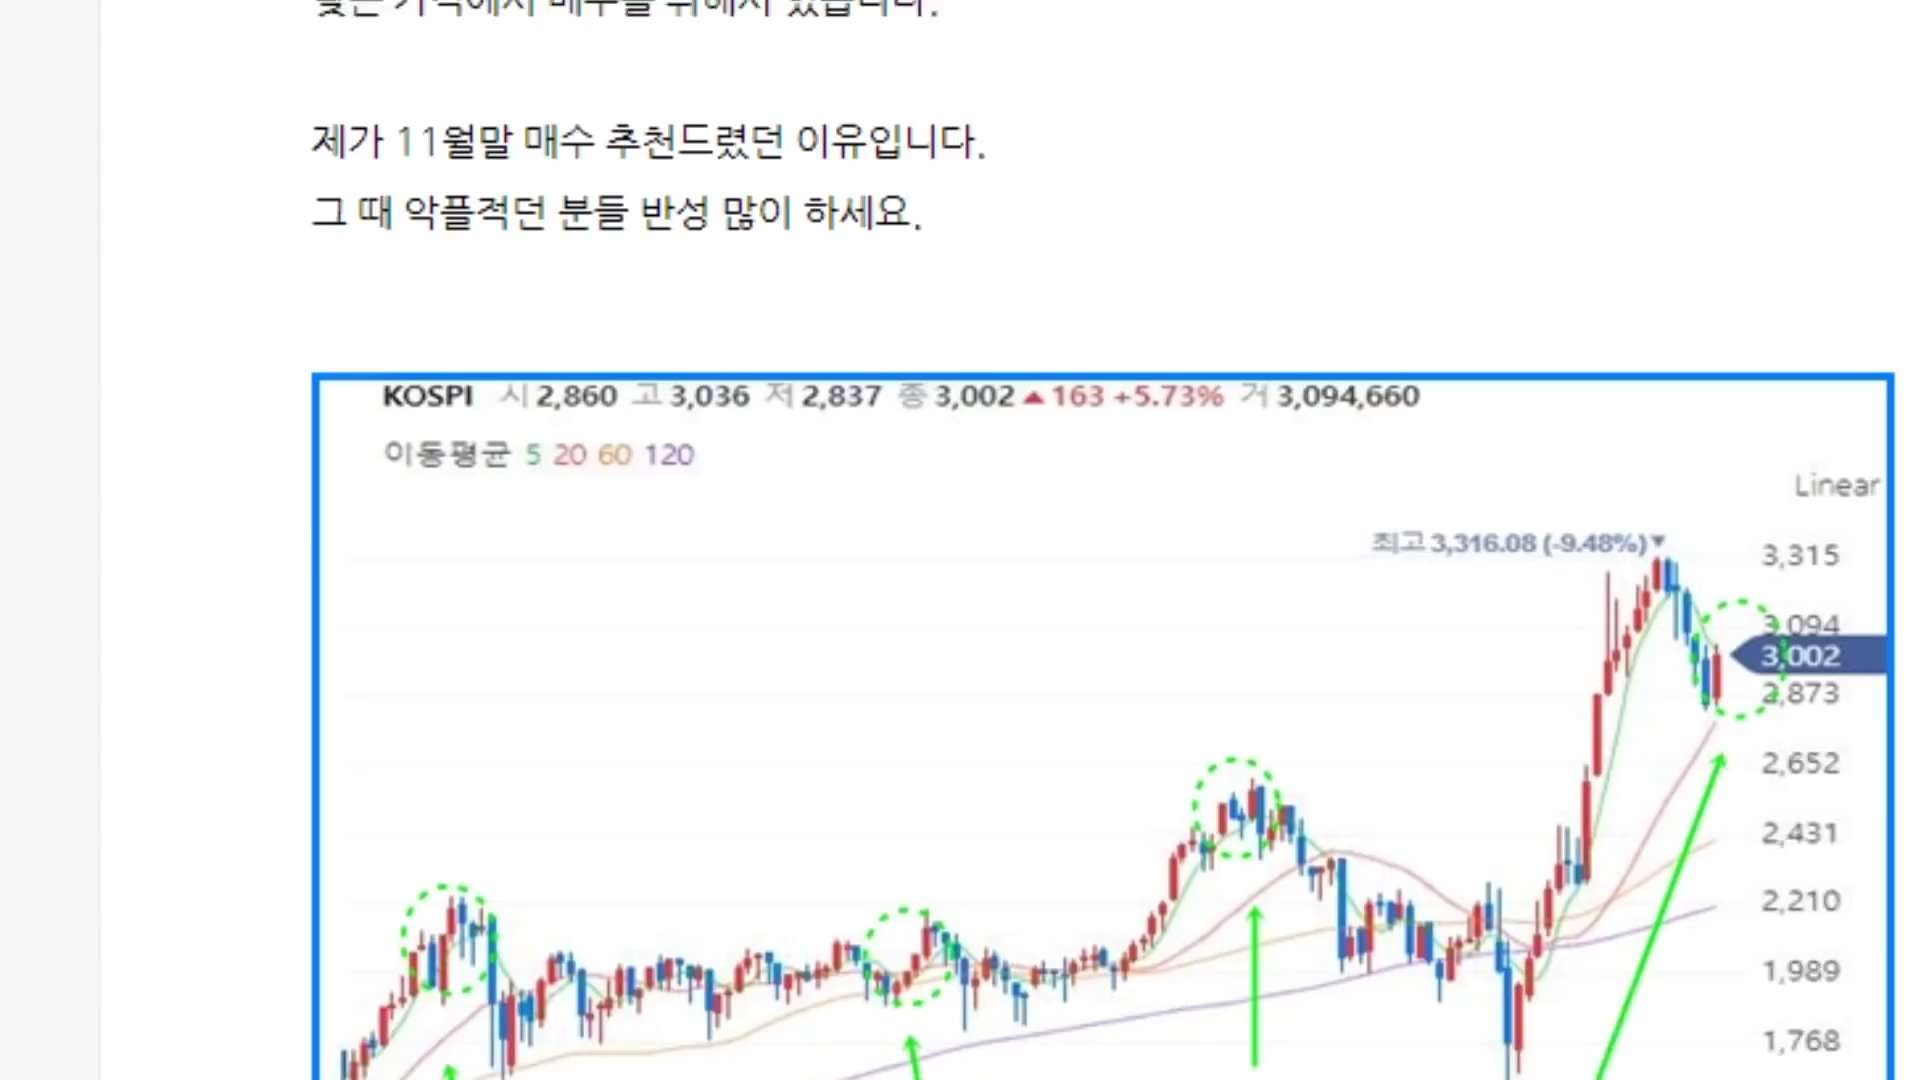 제가 11월말 매수 추천드렸던 이유입니다.
그 때 악플적던 분들 반성 많이 하세요.
KOSPI 시 2,860 고 3,036 저 2,837 종 3,002 ▲ 163 +5.73% 거 3,094,660
이동평균 5 20 60 120
Linear
최고 3,316.08 (-9.48%)▼
3,315
3,094
3,002
2,873
2,652
2,431
2,210
1,989
1,768